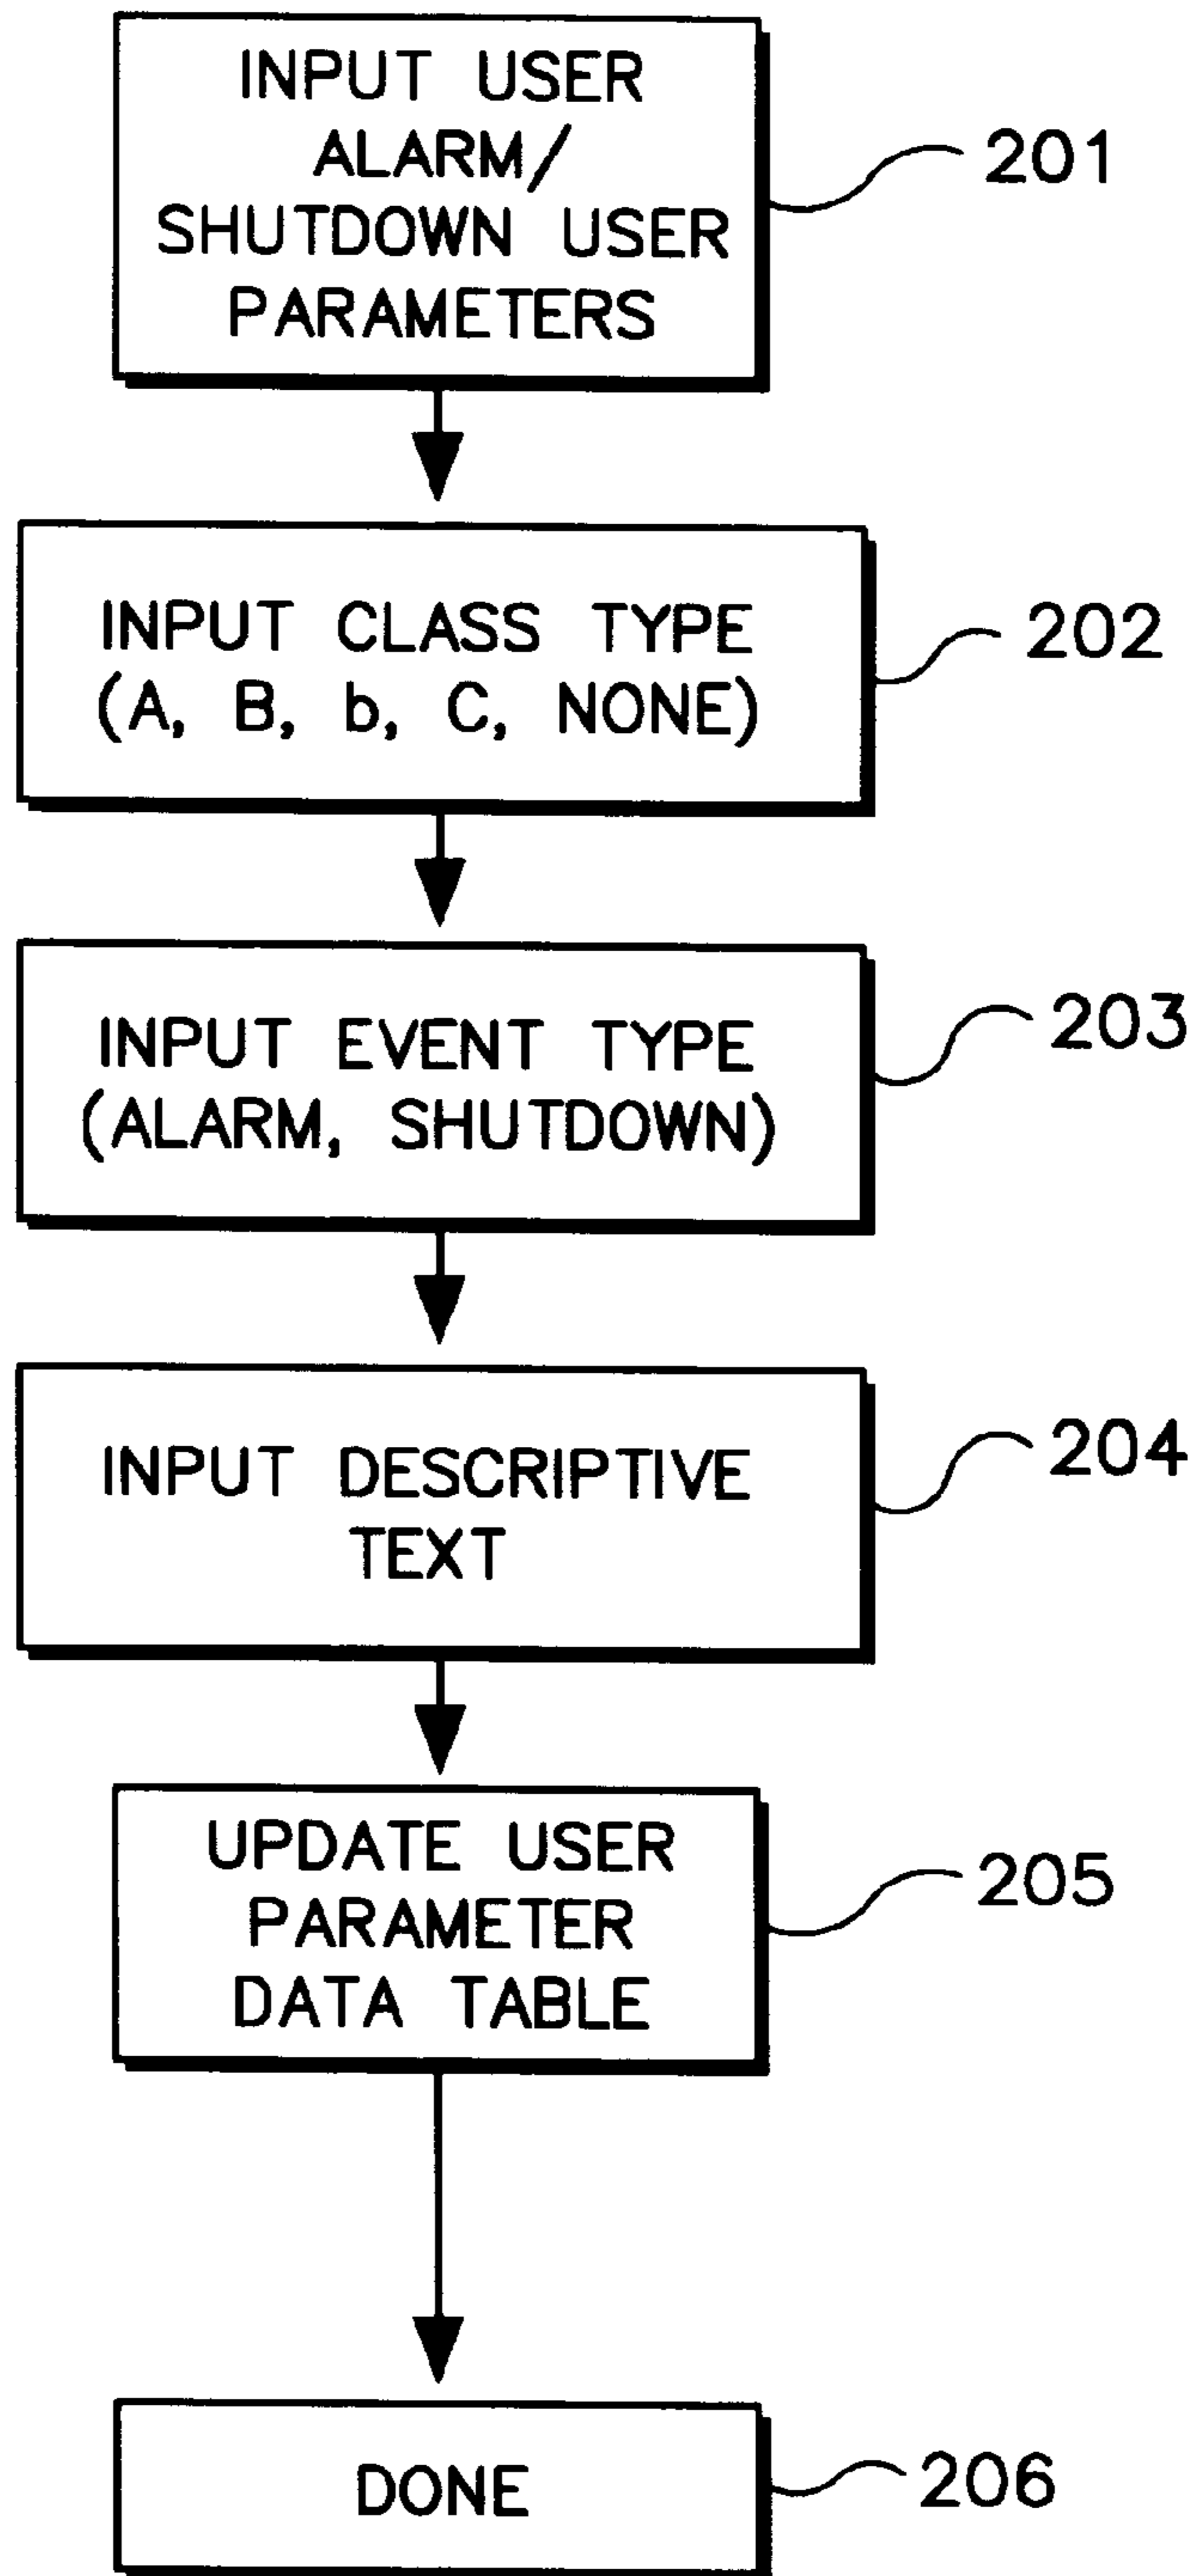 INPUT USER
ALARM/
SHUTDOWN USER
PARAMETERS
201
INPUT CLASS TYPE
(A, B, b, C, NONE)
202
INPUT EVENT TYPE
(ALARM, SHUTDOWN)
203
INPUT DESCRIPTIVE
TEXT
204
UPDATE USER
PARAMETER
DATA TABLE
205
DONE
206